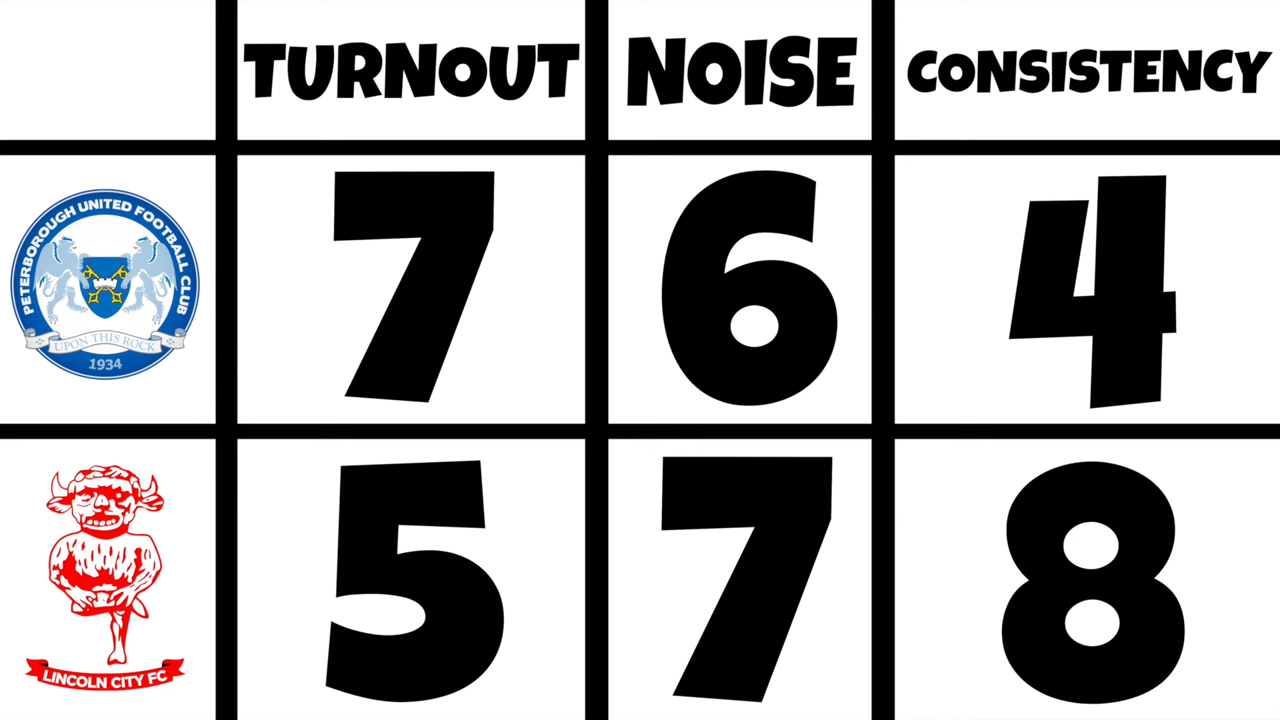 TURNOUT NOISE CONSISTENCY
PETERBOROUGH UNITED FOOTBALL CLUB
UPON THIS ROCK
1934
7 6 4
LINCOLN CITY FC
5 7 8